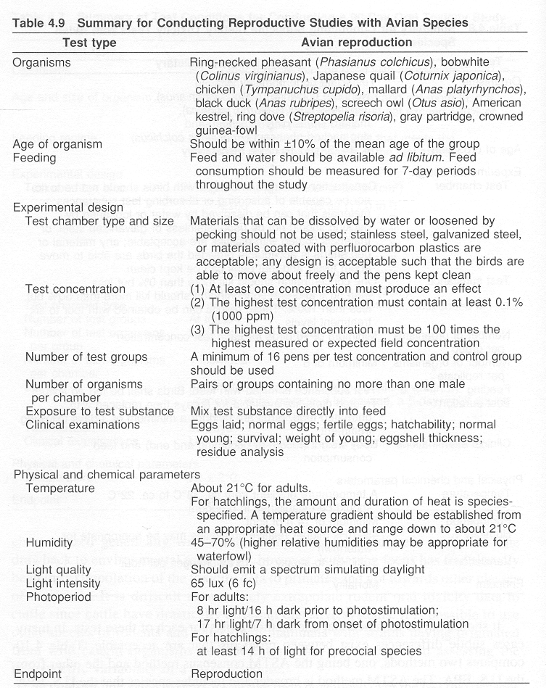 Table 4.9 Summary for Conducting Reproductive Studies with Avian Species
Test type Avian reproduction
Organisms Ring-necked pheasant (Phasianus colchicus), bobwhite
(Colinus virginianus), Japanese quail (Coturnix japonica),
chicken (Tympanuchus cupido), mallard (Anas platyrhynchos),
black duck (Anas rubripes), screech owl (Otus asio), American
kestrel, ring dove (Streptopelia risoria), gray partridge, crowned
guinea-fowl
Age of organism Should be within ±10% of the mean age of the group
Feeding Feed and water should be available ad libitum. Feed
consumption should be measured for 7-day periods
throughout the study
Experimental design
Test chamber type and size Materials that can be dissolved by water or loosened by
pecking should not be used; stainless steel, galvanized steel,
or materials coated with perfluorocarbon plastics are
acceptable; any design is acceptable such that the birds are
able to move about freely and the pens kept clean
Test concentration (1) At least one concentration must produce an effect
(2) The highest test concentration must contain at least 0.1%
(1000 ppm)
(3) The highest test concentration must be 100 times the
highest measured or expected field concentration
Number of test groups A minimum of 16 pens per test concentration and control group
should be used
Number of organisms Pairs or groups containing no more than one male
per chamber
Exposure to test substance Mix test substance directly into feed
Clinical examinations Eggs laid; normal eggs; fertile eggs; hatchability; normal
young; survival; weight of young; eggshell thickness;
residue analysis
Physical and chemical parameters
Temperature About 21°C for adults.
For hatchlings, the amount and duration of heat is species-
specified. A temperature gradient should be established from
an appropriate heat source and range down to about 21°C
Humidity 45–70% (higher relative humidities may be appropriate for
waterfowl)
Light quality Should emit a spectrum simulating daylight
Light intensity 65 lux (6 fc)
Photoperiod For adults:
8 hr light/16 h dark prior to photostimulation;
17 hr light/7 h dark from onset of photostimulation
For hatchlings:
at least 14 h of light for precocial species
Endpoint Reproduction